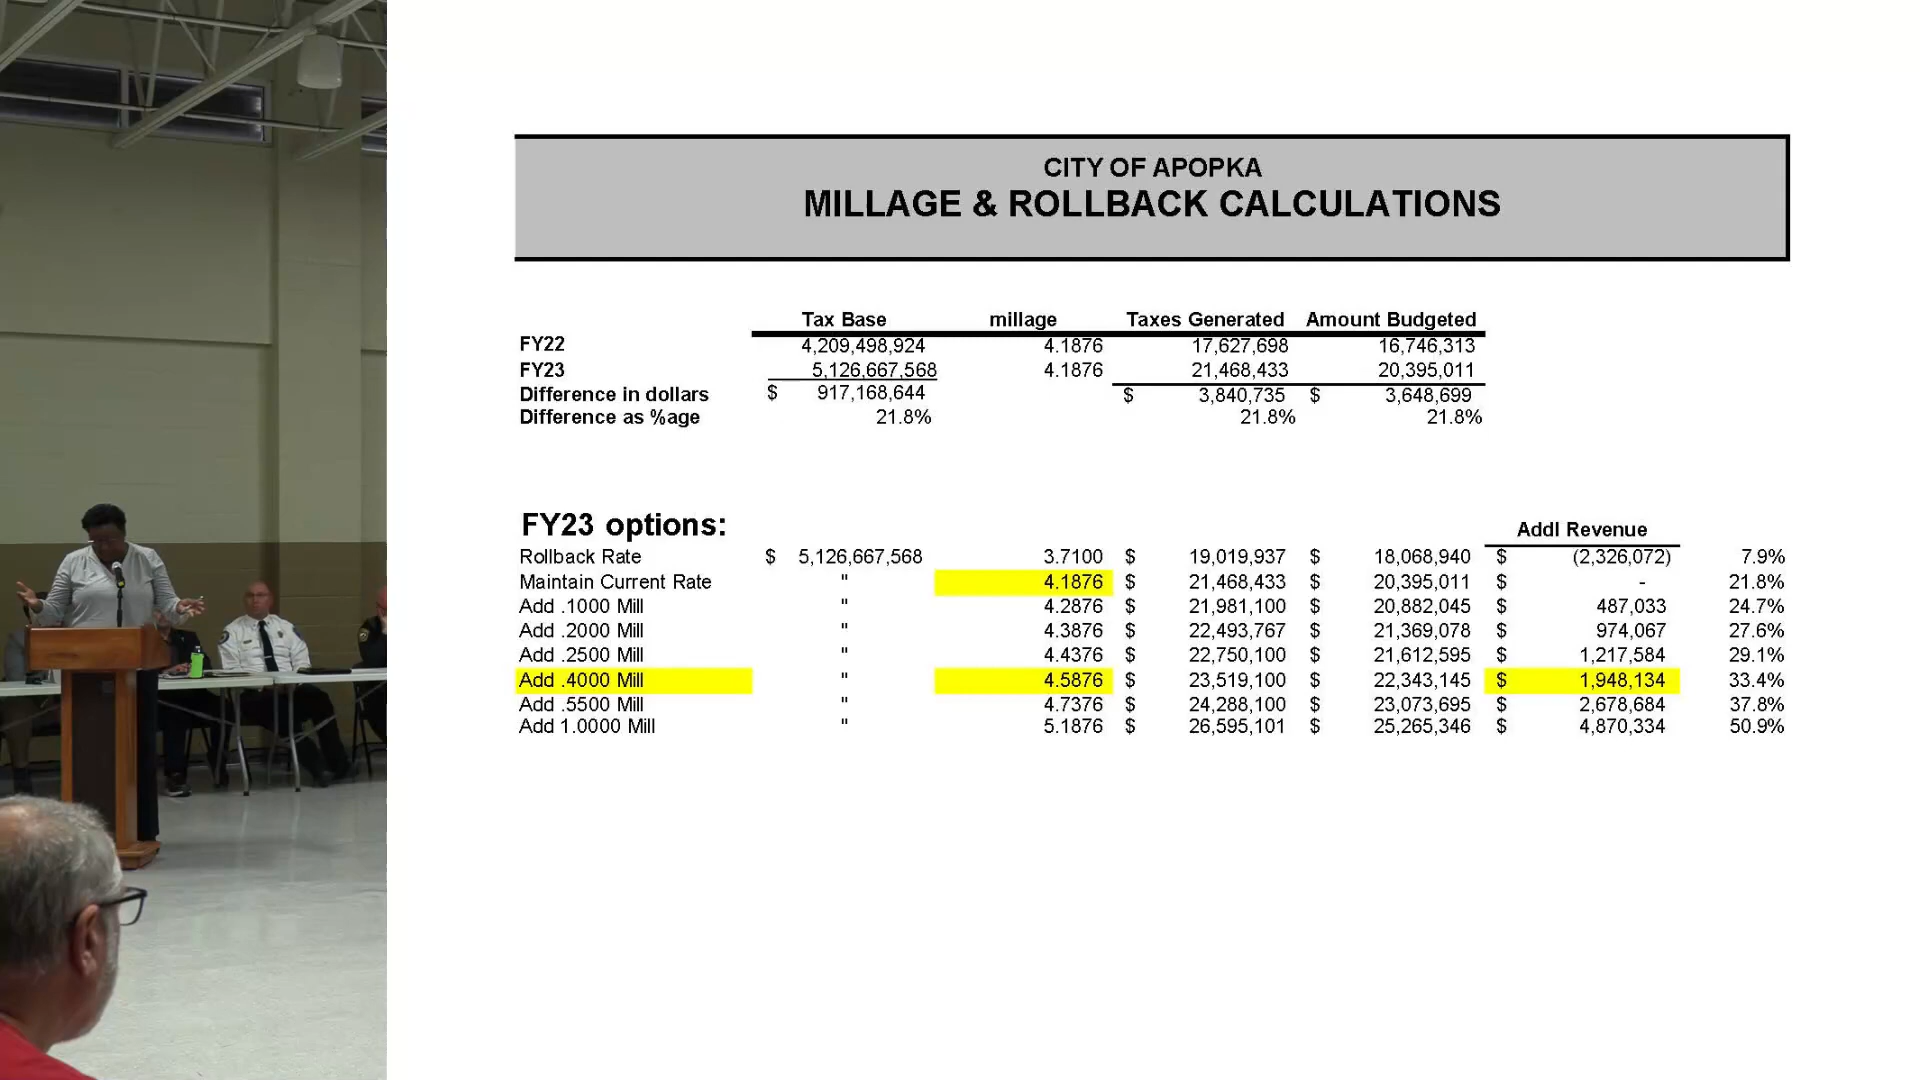 CITY OF APOPKA
MILLAGE & ROLLBACK CALCULATIONS
Tax Base millage Taxes Generated Amount Budgeted
FY22 4,209,498,924 4.1876 17,627,698 16,746,313
FY23 5,126,667,568 4.1876 21,468,433 20,395,011
Difference in dollars $ 917,168,644 $ 3,840,735 $ 3,648,699
Difference as %age 21.8% 21.8% 21.8%
FY23 options: Addl Revenue
Rollback Rate $ 5,126,667,568 3.7100 $ 19,019,937 $ 18,068,940 $ (2,326,072) 7.9%
Maintain Current Rate " 4.1876 $ 21,468,433 $ 20,395,011 $ - 21.8%
Add .1000 Mill " 4.2876 $ 21,981,100 $ 20,882,045 $ 487,033 24.7%
Add .2000 Mill " 4.3876 $ 22,493,767 $ 21,369,078 $ 974,067 27.6%
Add .2500 Mill " 4.4376 $ 22,750,100 $ 21,612,595 $ 1,217,584 29.1%
Add .4000 Mill " 4.5876 $ 23,519,100 $ 22,343,145 $ 1,948,134 33.4%
Add .5500 Mill " 4.7376 $ 24,288,100 $ 23,073,695 $ 2,678,684 37.8%
Add 1.0000 Mill " 5.1876 $ 26,595,101 $ 25,265,346 $ 4,870,334 50.9%